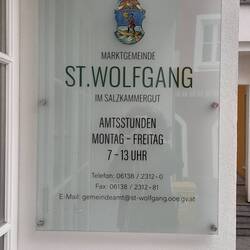 MARKTGEMEINDE
ST.WOLFGANG
IM SALZKAMMERGUT
AMTSSTUNDEN
MONTAG – FREITAG
7 – 13 UHR
Telefon: 06138 / 2312-0
Fax: 06138 / 2312-81
E-Mail: gemeindeamt@st-wolfgang.ooe.gv.at